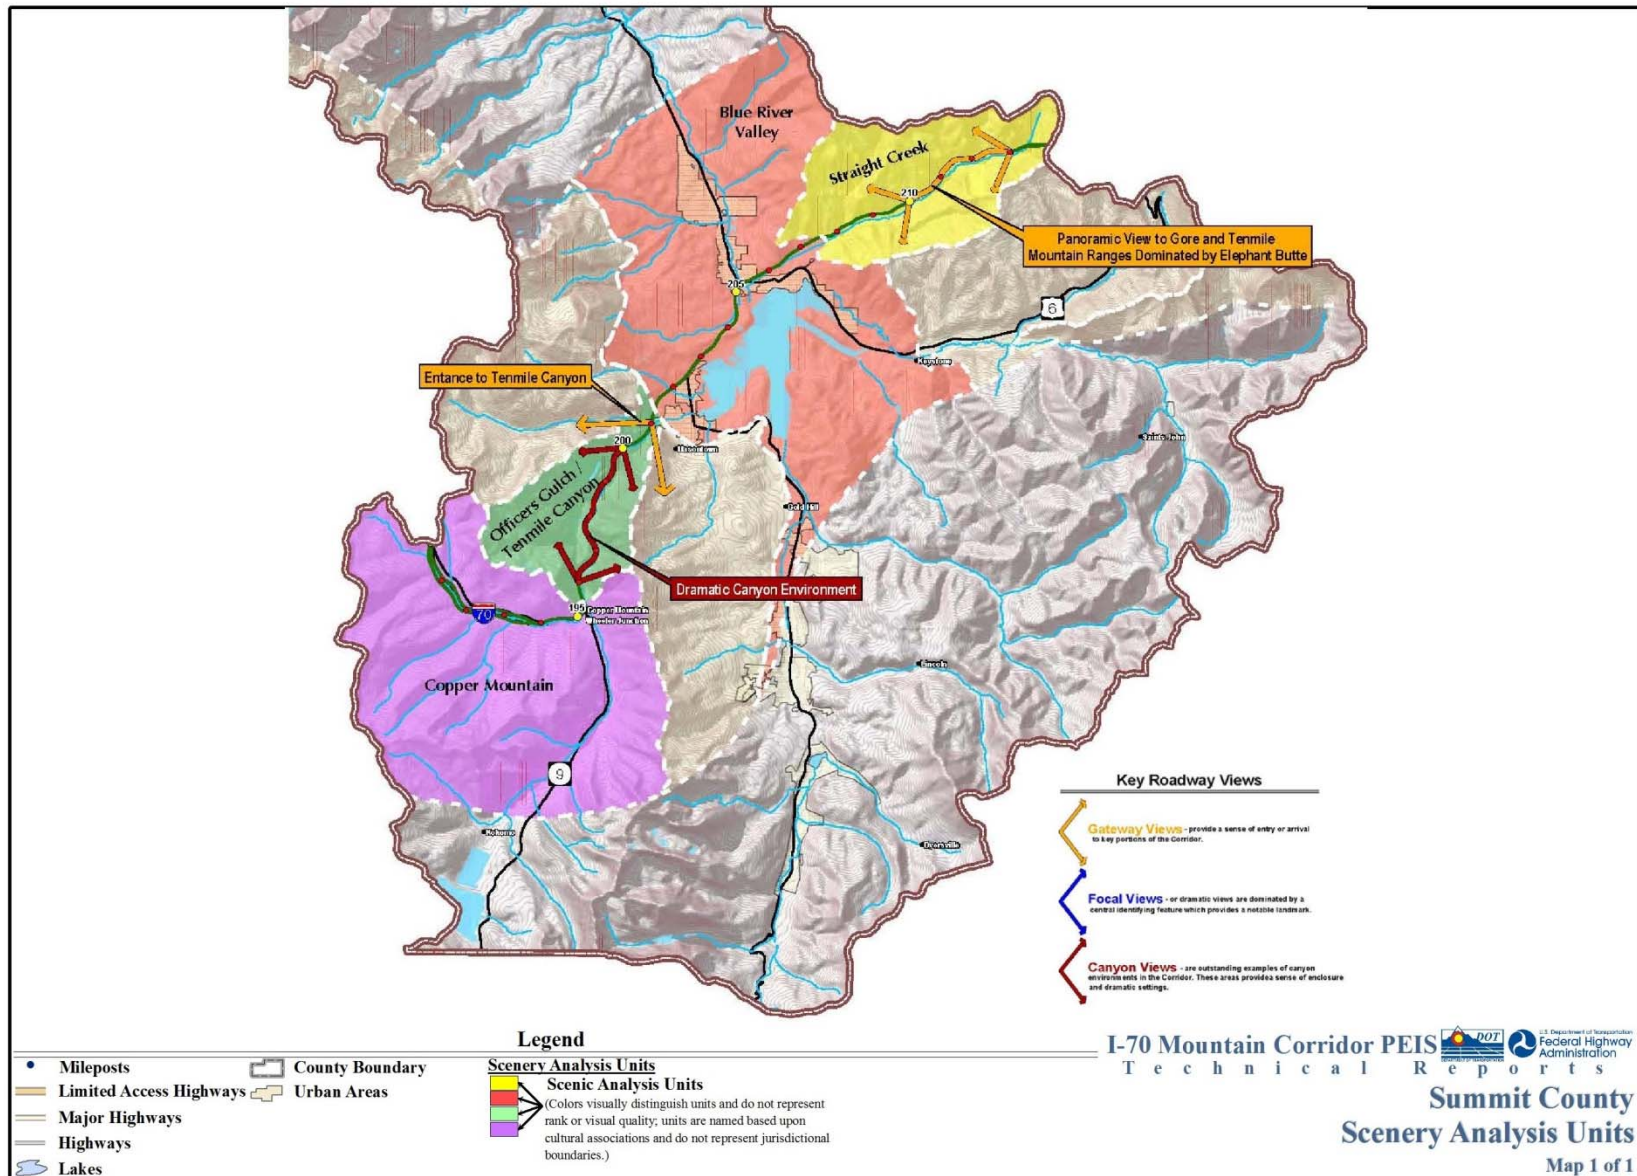 Blue River
Valley
Straight Creek
210
Panoramic View to Gore and Tenmile
Mountain Ranges Dominated by Elephant Butte
6
205
Keystone
Entance to Tenmile Canyon
200
Masontown
Saints John
Officers Gulch /
Tenmile Canyon
Gold Hill
Dramatic Canyon Environment
70
195
Copper Mountain
Wheeler Junction
Lincoln
Copper Mountain
9
Kokomo
Dyersville
Key Roadway Views
Gateway Views - provide a sense of entry or arrival
to key portions of the Corridor.
Focal Views - or dramatic views are dominated by a
central identifying feature which provides a notable landmark.
Canyon Views - are outstanding examples of canyon
environments in the Corridor. These areas providea sense of enclosure
and dramatic settings.
Legend
Mileposts
Limited Access Highways
Major Highways
Highways
Lakes
County Boundary
Urban Areas
Scenery Analysis Units
Scenic Analysis Units
(Colors visually distinguish units and do not represent
rank or visual quality; units are named based upon
cultural associations and do not represent jurisdictional
boundaries.)
I-70 Mountain Corridor PEIS
Technical Reports
DOT
U.S. Department of Transportation
Federal Highway
Administration
Summit County
Scenery Analysis Units
Map 1 of 1